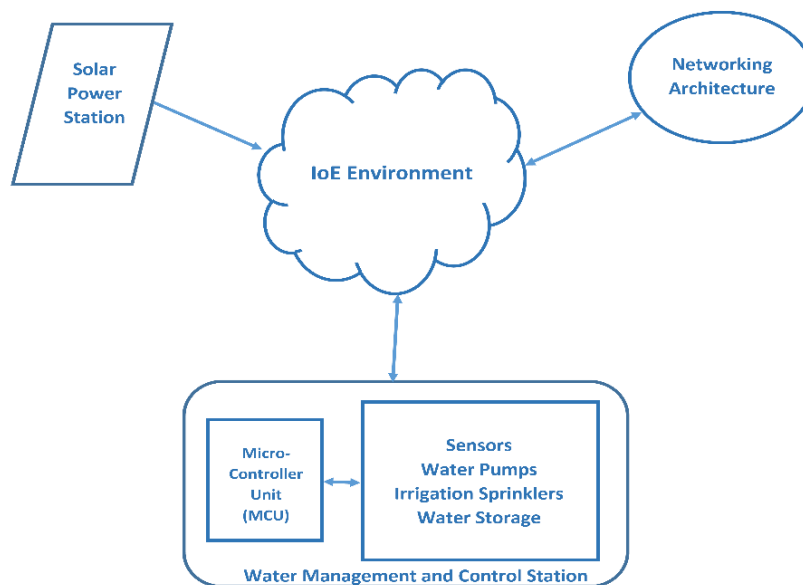 Solar
Power
Station
Networking
Architecture
IoE Environment
Micro-
Controller
Unit
(MCU)
Sensors
Water Pumps
Irrigation Sprinklers
Water Storage
Water Management and Control Station